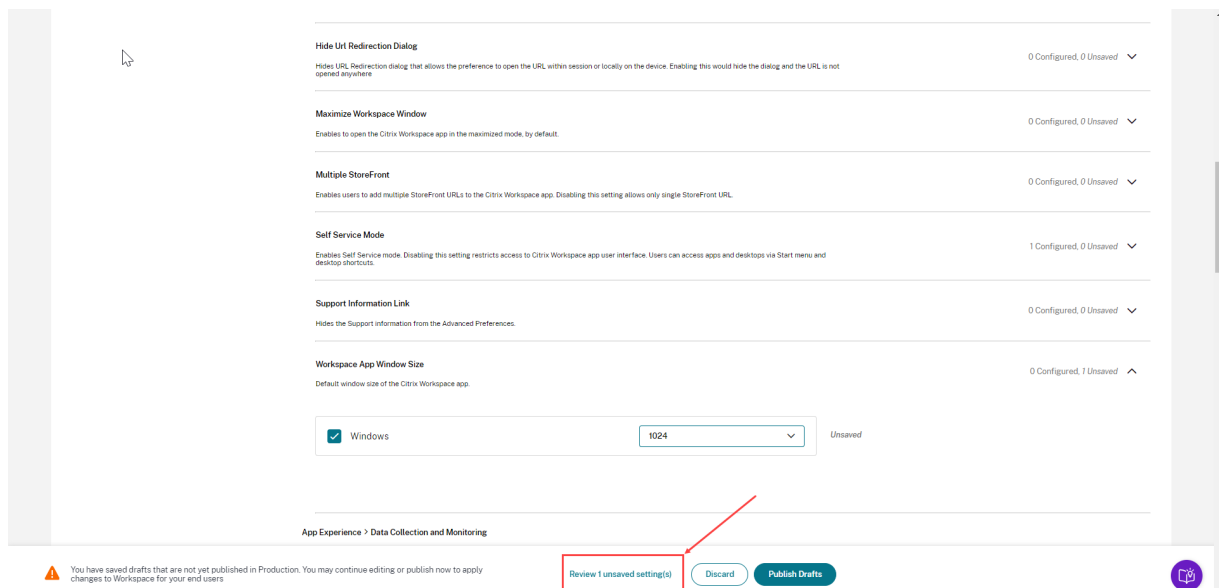 Hide Url Redirection Dialog
Hides URL Redirection dialog that allows the preference to open the URL within session or locally on the device. Enabling this would hide the dialog and the URL is not
opened anywhere
0 Configured, 0 Unsaved
Maximize Workspace Window
Enables to open the Citrix Workspace app in the maximized mode, by default.
0 Configured, 0 Unsaved
Multiple StoreFront
Enables users to add multiple StoreFront URLs to the Citrix Workspace app. Disabling this setting allows only single StoreFront URL.
0 Configured, 0 Unsaved
Self Service Mode
Enables Self Service mode. Disabling this setting restricts access to Citrix Workspace app user interface. Users can access apps and desktops via Start menu and
desktop shortcuts.
1 Configured, 0 Unsaved
Support Information Link
Hides the Support information from the Advanced Preferences.
0 Configured, 0 Unsaved
Workspace App Window Size
Default window size of the Citrix Workspace app.
0 Configured, 1 Unsaved
Windows
1024
Unsaved
App Experience > Data Collection and Monitoring
You have saved drafts that are not yet published in Production. You may continue editing or publish now to apply
changes to Workspace for your end users
Review 1 unsaved setting(s)
Discard
Publish Drafts